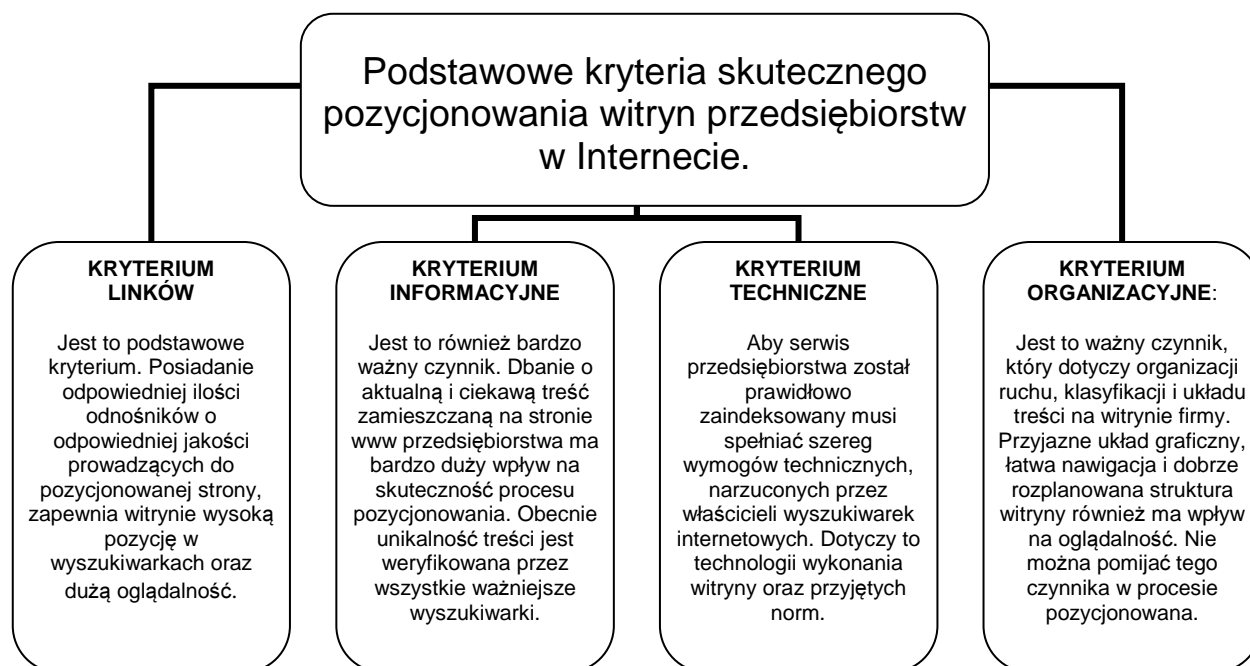 Podstawowe kryteria skutecznego
pozycjonowania witryn przedsiębiorstw
w Internecie.
KRYTERIUM
LINKÓW
Jest to podstawowe
kryterium. Posiadanie
odpowiedniej ilości
odnośników o
odpowiedniej jakości
prowadzących do
pozycjonowanej strony,
zapewnia witrynie wysoką
pozycję w
wyszukiwarkach oraz
dużą oglądalność.
KRYTERIUM
INFORMACYJNE
Jest to również bardzo
ważny czynnik. Dbanie o
aktualną i ciekawą treść
zamieszczaną na stronie
www przedsiębiorstwa ma
bardzo duży wpływ na
skuteczność procesu
pozycjonowania. Obecnie
unikalność treści jest
weryfikowana przez
wszystkie ważniejsze
wyszukiwarki.
KRYTERIUM
TECHNICZNE
Aby serwis
przedsiębiorstwa został
prawidłowo
zaindeksowany musi
spełniać szereg
wymogów technicznych,
narzuconych przez
właścicieli wyszukiwarek
internetowych. Dotyczy to
technologii wykonania
witryny oraz przyjętych
norm.
KRYTERIUM
ORGANIZACYJNE:
Jest to ważny czynnik,
który dotyczy organizacji
ruchu, klasyfikacji i układu
treści na witrynie firmy.
Przyjazne układ graficzny,
łatwa nawigacja i dobrze
rozplanowana struktura
witryny również ma wpływ
na oglądalność. Nie
można pomijać tego
czynnika w procesie
pozycjonowana.